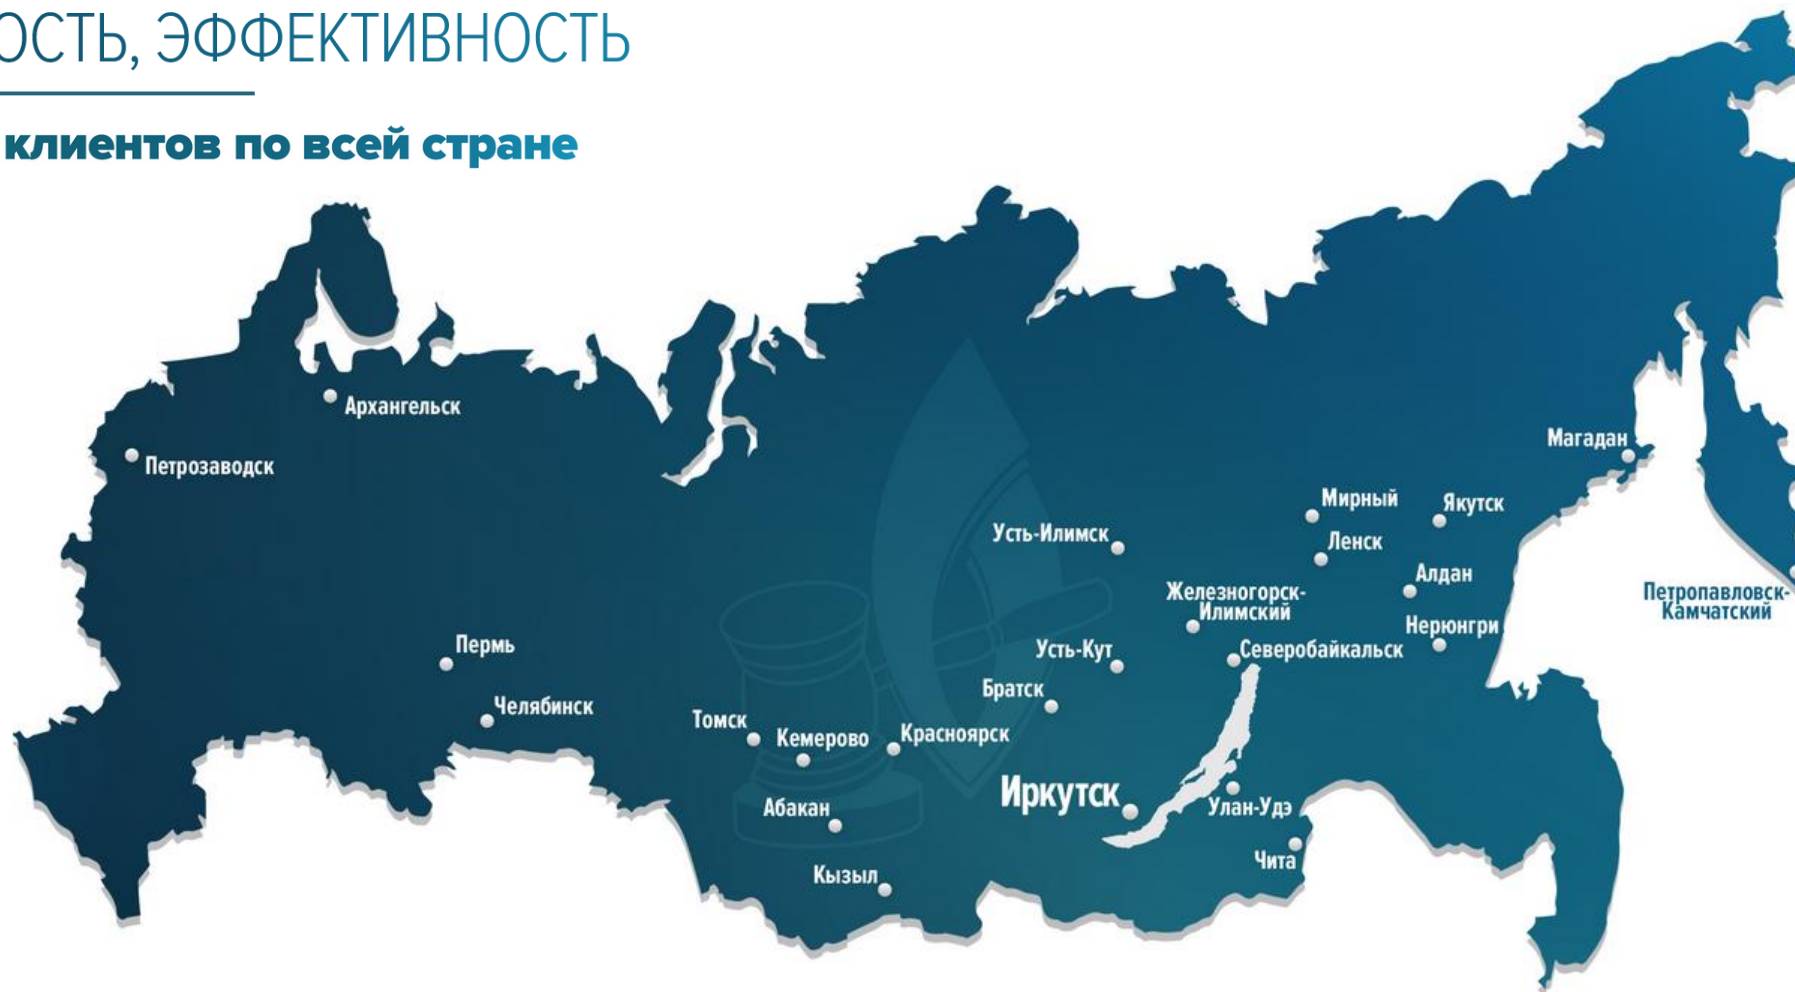 ОСТЬ, ЭФФЕКТИВНОСТЬ
клиентов по всей стране
Архангельск
Петрозаводск
Магадан
Мирный
Якутск
Усть-Илимск
Ленск
Алдан
Железногорск-
Илимский
Петропавловск-
Камчатский
Нерюнгри
Пермь
Усть-Кут
Северобайкальск
Братск
Челябинск
Томск
Кемерово
Красноярск
Иркутск
Абакан
Улан-Удэ
Чита
Кызыл